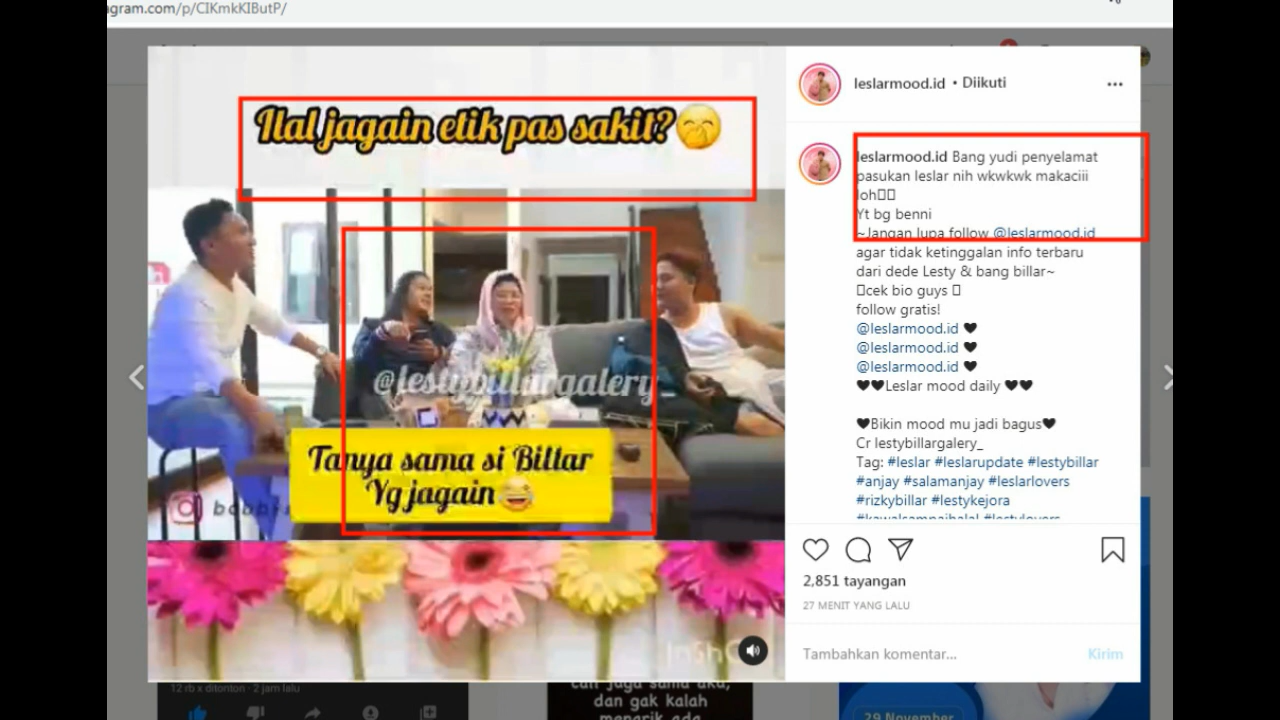 gram.com/p/CIKmkKIButP/
Ilal jagain etik pas sakit?🤭
@lestybillargalery
Tanya sama si Billar
Yg jagain😂
leslarmood.id • Diikuti
leslarmood.id Bang yudi penyelamat
pasukan leslar nih wkwkwk makaciii
loh
Yt bg benni
~Jangan lupa follow @leslarmood.id
agar tidak ketinggalan info terbaru
dari dede Lesty & bang billar~
cek bio guys
follow gratis!
@leslarmood.id 🖤
@leslarmood.id 🖤
@leslarmood.id 🖤
🖤🖤Leslar mood daily 🖤🖤
🖤Bikin mood mu jadi bagus🖤
Cr lestybillargalery_
Tag: #leslar #leslarupdate #lestybillar
#anjay #salamanjay #leslarlovers
#rizkybillar #lestykejora
#kawalsampaihalal #lestylovers
2,851 tayangan
27 MENIT YANG LALU
Tambahkan komentar...
Kirim
InSh
12 rb x ditonton · 2 jam lalu
dan gak kalah
29 November